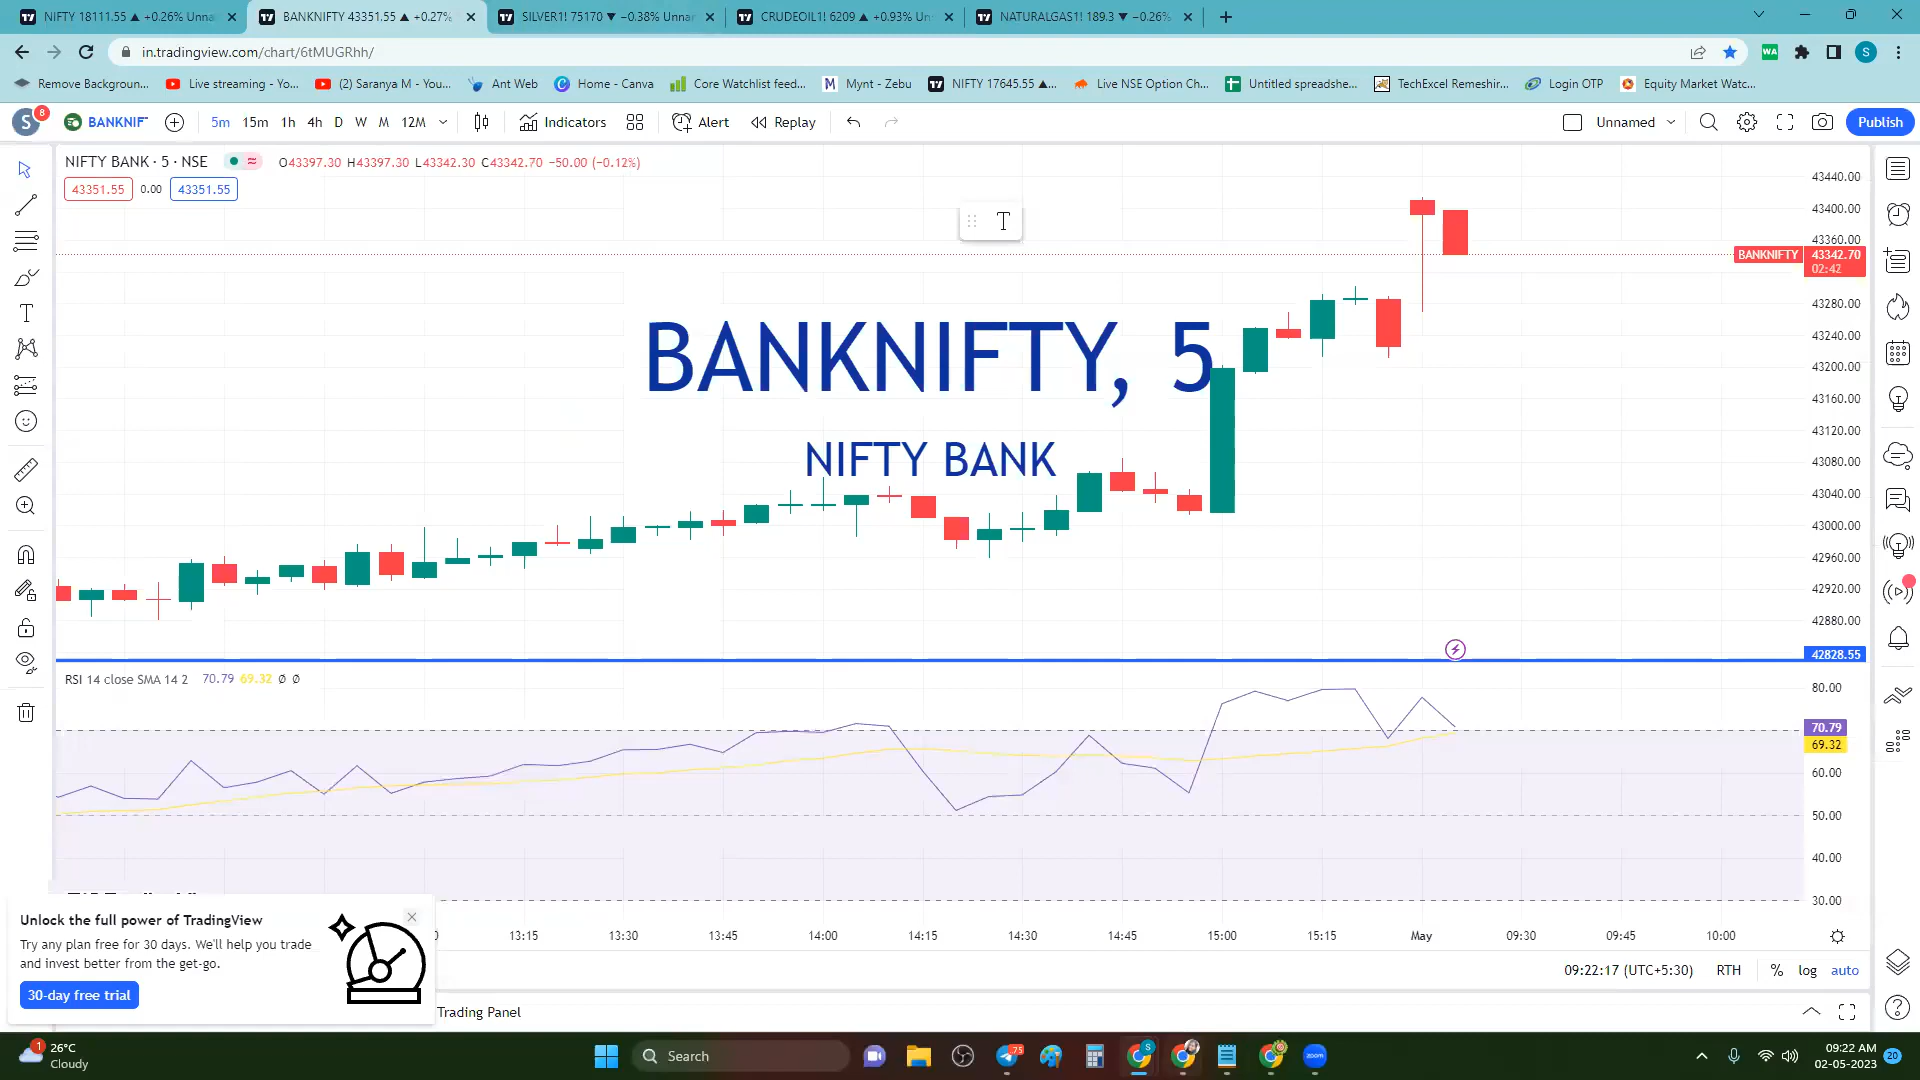 NIFTY 18111.55 ▲ +0.26% Unna
BANKNIFTY 43351.55 ▲ +0.27%
SILVER1! 75170 ▼ −0.38% Unnar
CRUDEOIL1! 6209 ▲ +0.93% Un
NATURALGAS1! 189.3 ▼ −0.26%
in.tradingview.com/chart/6tMUGRhh/
WA
S
Remove Backgroun...
Live streaming - Yo...
(2) Saranya M - You...
Ant Web
Home - Canva
Core Watchlist feed...
M Mynt - Zebu
NIFTY 17645.55 ▲...
Live NSE Option Ch...
Untitled spreadshe...
TechExcel Remeshir...
Login OTP
Equity Market Watc...
S 8 BANKNIF 5m 15m 1h 4h D W M 12M Indicators Alert Replay Unnamed Publish
NIFTY BANK · 5 · NSE O43397.30 H43397.30 L43342.30 C43342.70 −50.00 (−0.12%)
43351.55 0.00 43351.55
T
BANKNIFTY, 5
NIFTY BANK
43440.00
43400.00
43360.00
BANKNIFTY 43342.70
02:42
43280.00
43240.00
43200.00
43160.00
43120.00
43080.00
43040.00
43000.00
42960.00
42920.00
42880.00
42828.55
RSI 14 close SMA 14 2 70.79 69.32 Ø Ø
80.00
70.79
69.32
60.00
50.00
40.00
30.00
13:15 13:30 13:45 14:00 14:15 14:30 14:45 15:00 15:15 May 09:30 09:45 10:00
Unlock the full power of TradingView
Try any plan free for 30 days. We'll help you trade
and invest better from the get-go.
30-day free trial
09:22:17 (UTC+5:30) RTH % log auto
Trading Panel
1 26°C
Cloudy
Search
75
S
zoom
09:22 AM
02-05-2023
20